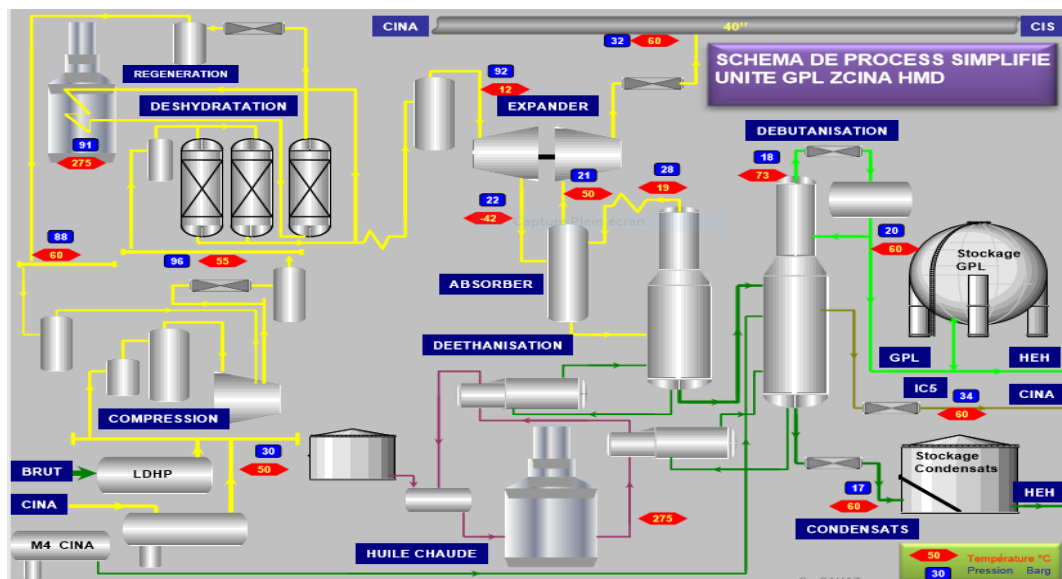 CINA
40"
CIS
32
60
SCHEMA DE PROCESS SIMPLIFIE
UNITE GPL ZCINA HMD
REGENERATION
92
12
EXPANDER
DESHYDRATATION
DEBUTANISATION
91
275
18
73
28
19
21
50
22
-42
Capture Plein écran
88
60
96
55
20
60
Stockage
GPL
ABSORBER
DEETHANISATION
GPL
HEH
IC5
CINA
34
60
COMPRESSION
30
50
BRUT
LDHP
Stockage
Condensats
CINA
17
60
HEH
275
CONDENSATS
M4 CINA
HUILE CHAUDE
50
Température °C
30
Pression Barg